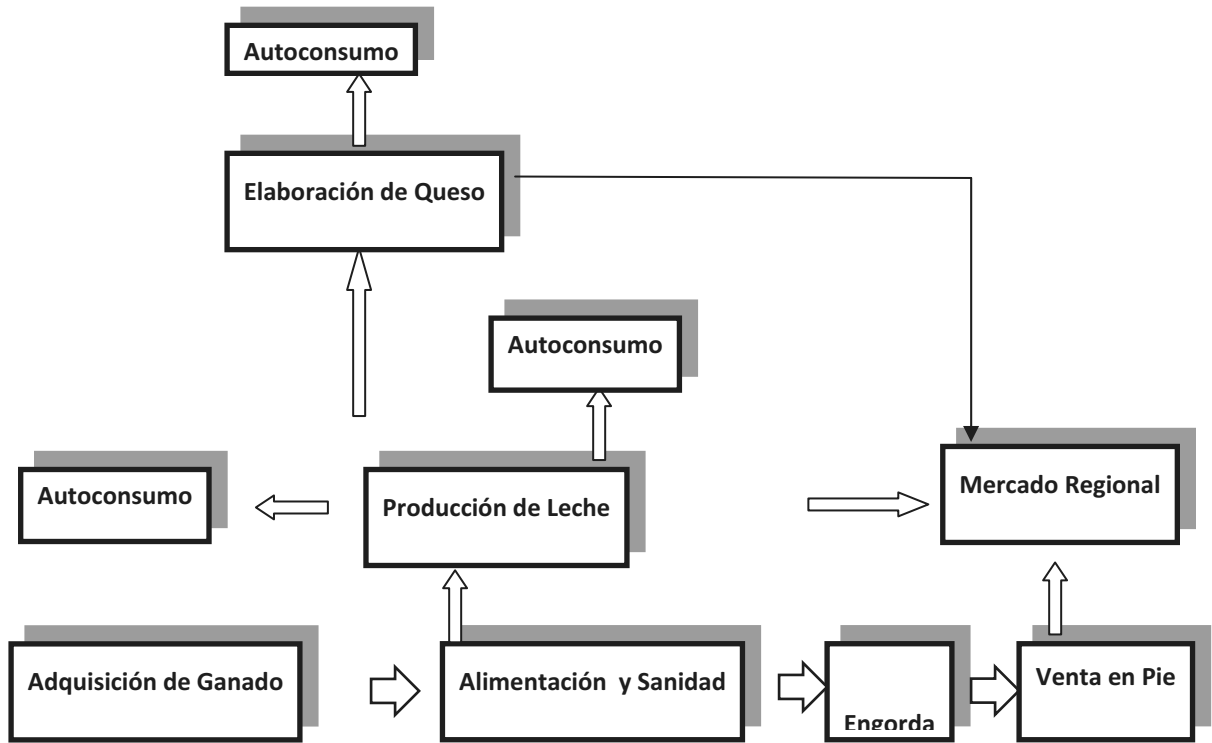 Autoconsumo
Elaboración de Queso
Autoconsumo
Autoconsumo
Producción de Leche
Mercado Regional
Adquisición de Ganado
Alimentación y Sanidad
Engorda
Venta en Pie